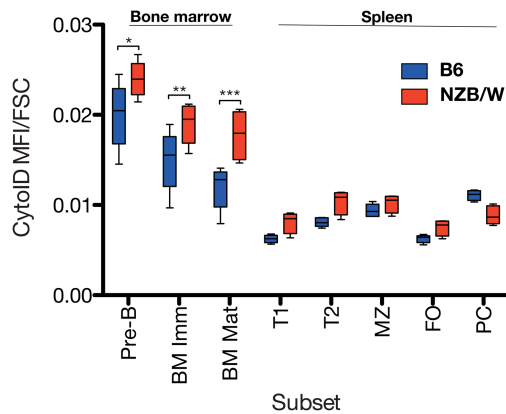 Bone marrow
Spleen
0.03
0.02
0.01
0.00
CytoID MFI/FSC
*
**
***
B6
NZB/W
Pre-B
BM Imm
BM Mat
T1
T2
MZ
FO
PC
Subset